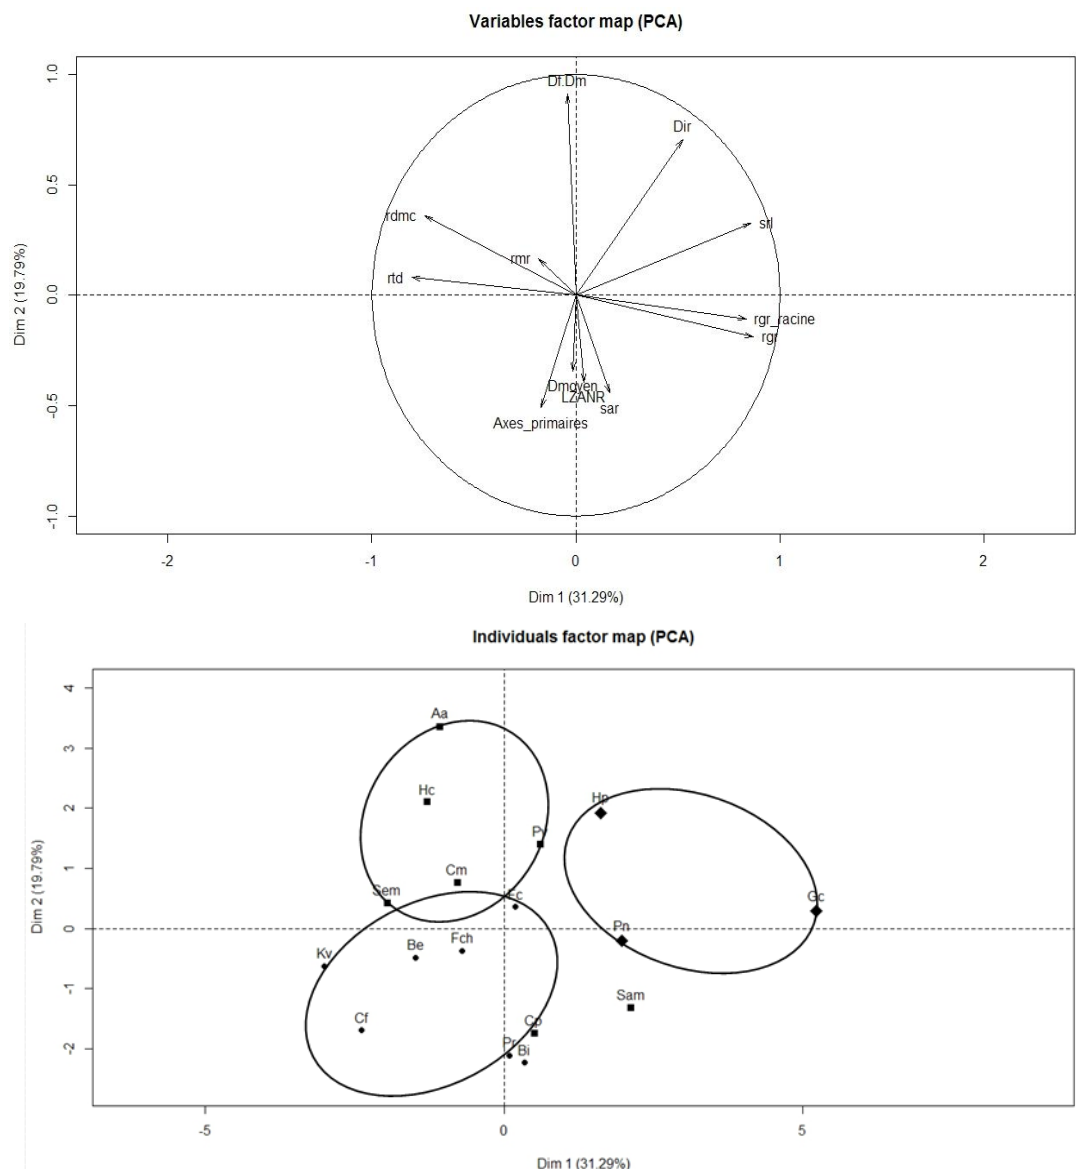 Variables factor map (PCA)
1.0
0.5
0.0
-0.5
-1.0
Dim 2 (19.79%)
Df.Dm
Dir
rdmc
srl
rmr
rtd
rgr_racine
rgr
Dmoyen
LZANR
sar
Axes_primaires
-2
-1
0
1
2
Dim 1 (31.29%)
Individuals factor map (PCA)
4
3
2
1
0
-1
-2
Dim 2 (19.79%)
Aa
Hc
Hp
Pv
Cm
Sem
Fc
Gc
Pn
Be
Fch
Kv
Sam
Cf
Cp
Pr
Bi
-5
0
5
Dim 1 (31.29%)